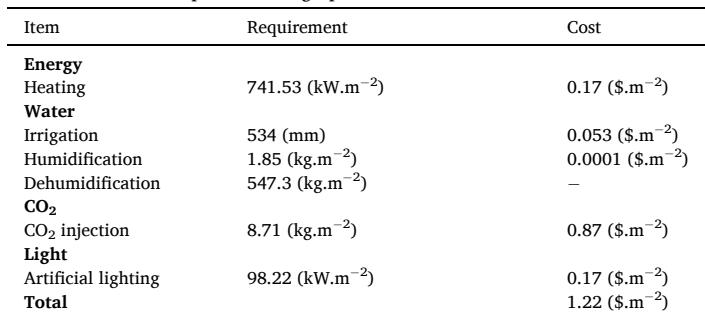 Item Requirement Cost
Energy
Heating 741.53 (kW.m⁻²) 0.17 ($.m⁻²)
Water
Irrigation 534 (mm) 0.053 ($.m⁻²)
Humidification 1.85 (kg.m⁻²) 0.0001 ($.m⁻²)
Dehumidification 547.3 (kg.m⁻²) –
CO₂
CO₂ injection 8.71 (kg.m⁻²) 0.87 ($.m⁻²)
Light
Artificial lighting 98.22 (kW.m⁻²) 0.17 ($.m⁻²)
Total 1.22 ($.m⁻²)